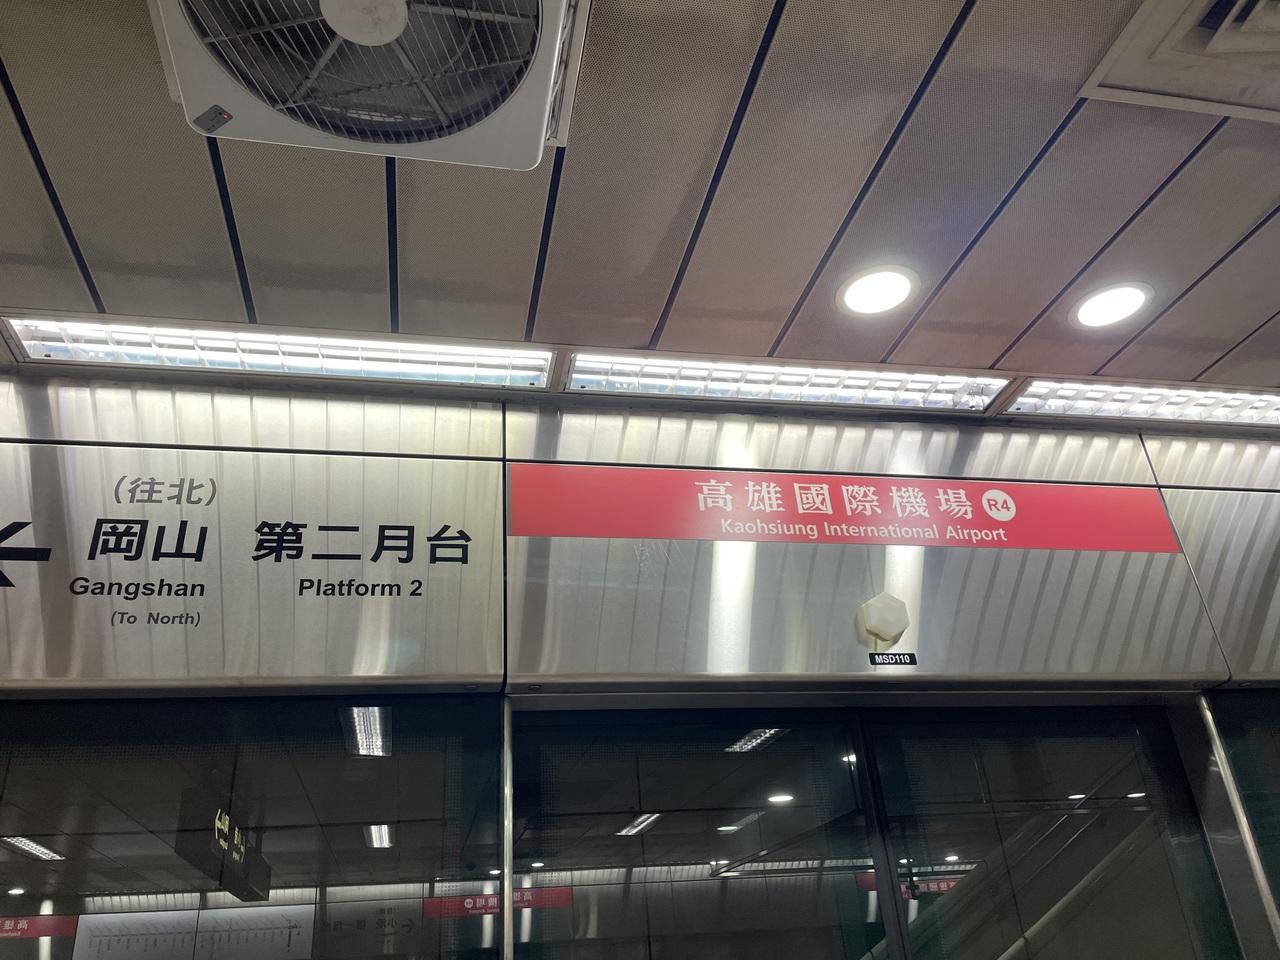 (往北)
岡山
Gangshan
(To North)
第二月台
Platform 2
高雄國際機場 R4
Kaohsiung International Airport
MSD110